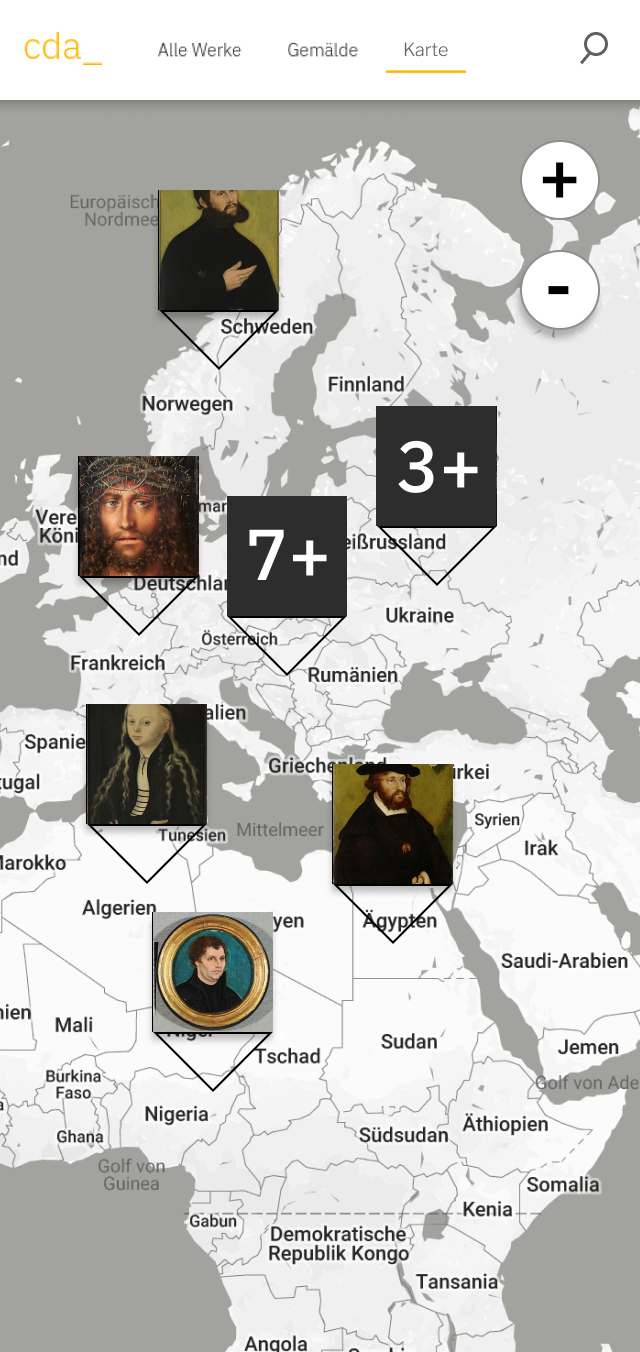 cda_
Alle Werke
Gemälde
Karte
+
Europäisch
Nordmee
-
Schweden
Finnland
Norwegen
3+
Vere
Köni
mar
7+
eißrussland
nd
Deutschlan
Ukraine
Österreich
Frankreich
Rumänien
alien
Spanie
Griechenland
rkei
tugal
Syrien
Tunesien
Mittelmeer
Irak
Marokko
Algerien
yen
Ägypten
Saudi-Arabien
nien
Mali
Niger
Sudan
Jemen
Tschad
Burkina
Faso
Golf von Ade
Nigeria
Äthiopien
Ghana
Südsudan
Golf von
Guinea
Somalia
Kenia
Gabun
Demokratische
Republik Kongo
Tansania
Angola